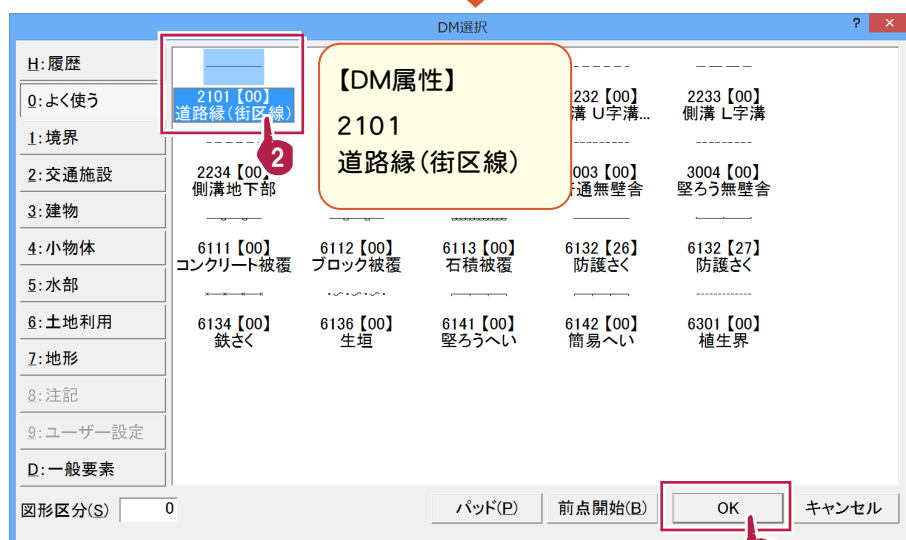 DM選択
? ×
H:履歴
0:よく使う
1:境界
2:交通施設
3:建物
4:小物体
5:水部
6:土地利用
7:地形
8:注記
9:ユーザー設定
D:一般要素
2101【00】
道路縁(街区線)
2
【DM属性】
2101
道路縁(街区線)
232【00】
溝 U字溝...
2233【00】
側溝 L字溝
2234【00】
側溝地下部
003【00】
通無壁舎
3004【00】
堅ろう無壁舎
6111【00】
コンクリート被覆
6112【00】
ブロック被覆
6113【00】
石積被覆
6132【26】
防護さく
6132【27】
防護さく
6134【00】
鉄さく
6136【00】
生垣
6141【00】
堅ろうへい
6142【00】
簡易へい
6301【00】
植生界
図形区分(S) 0
パッド(P)
前点開始(B)
OK
キャンセル